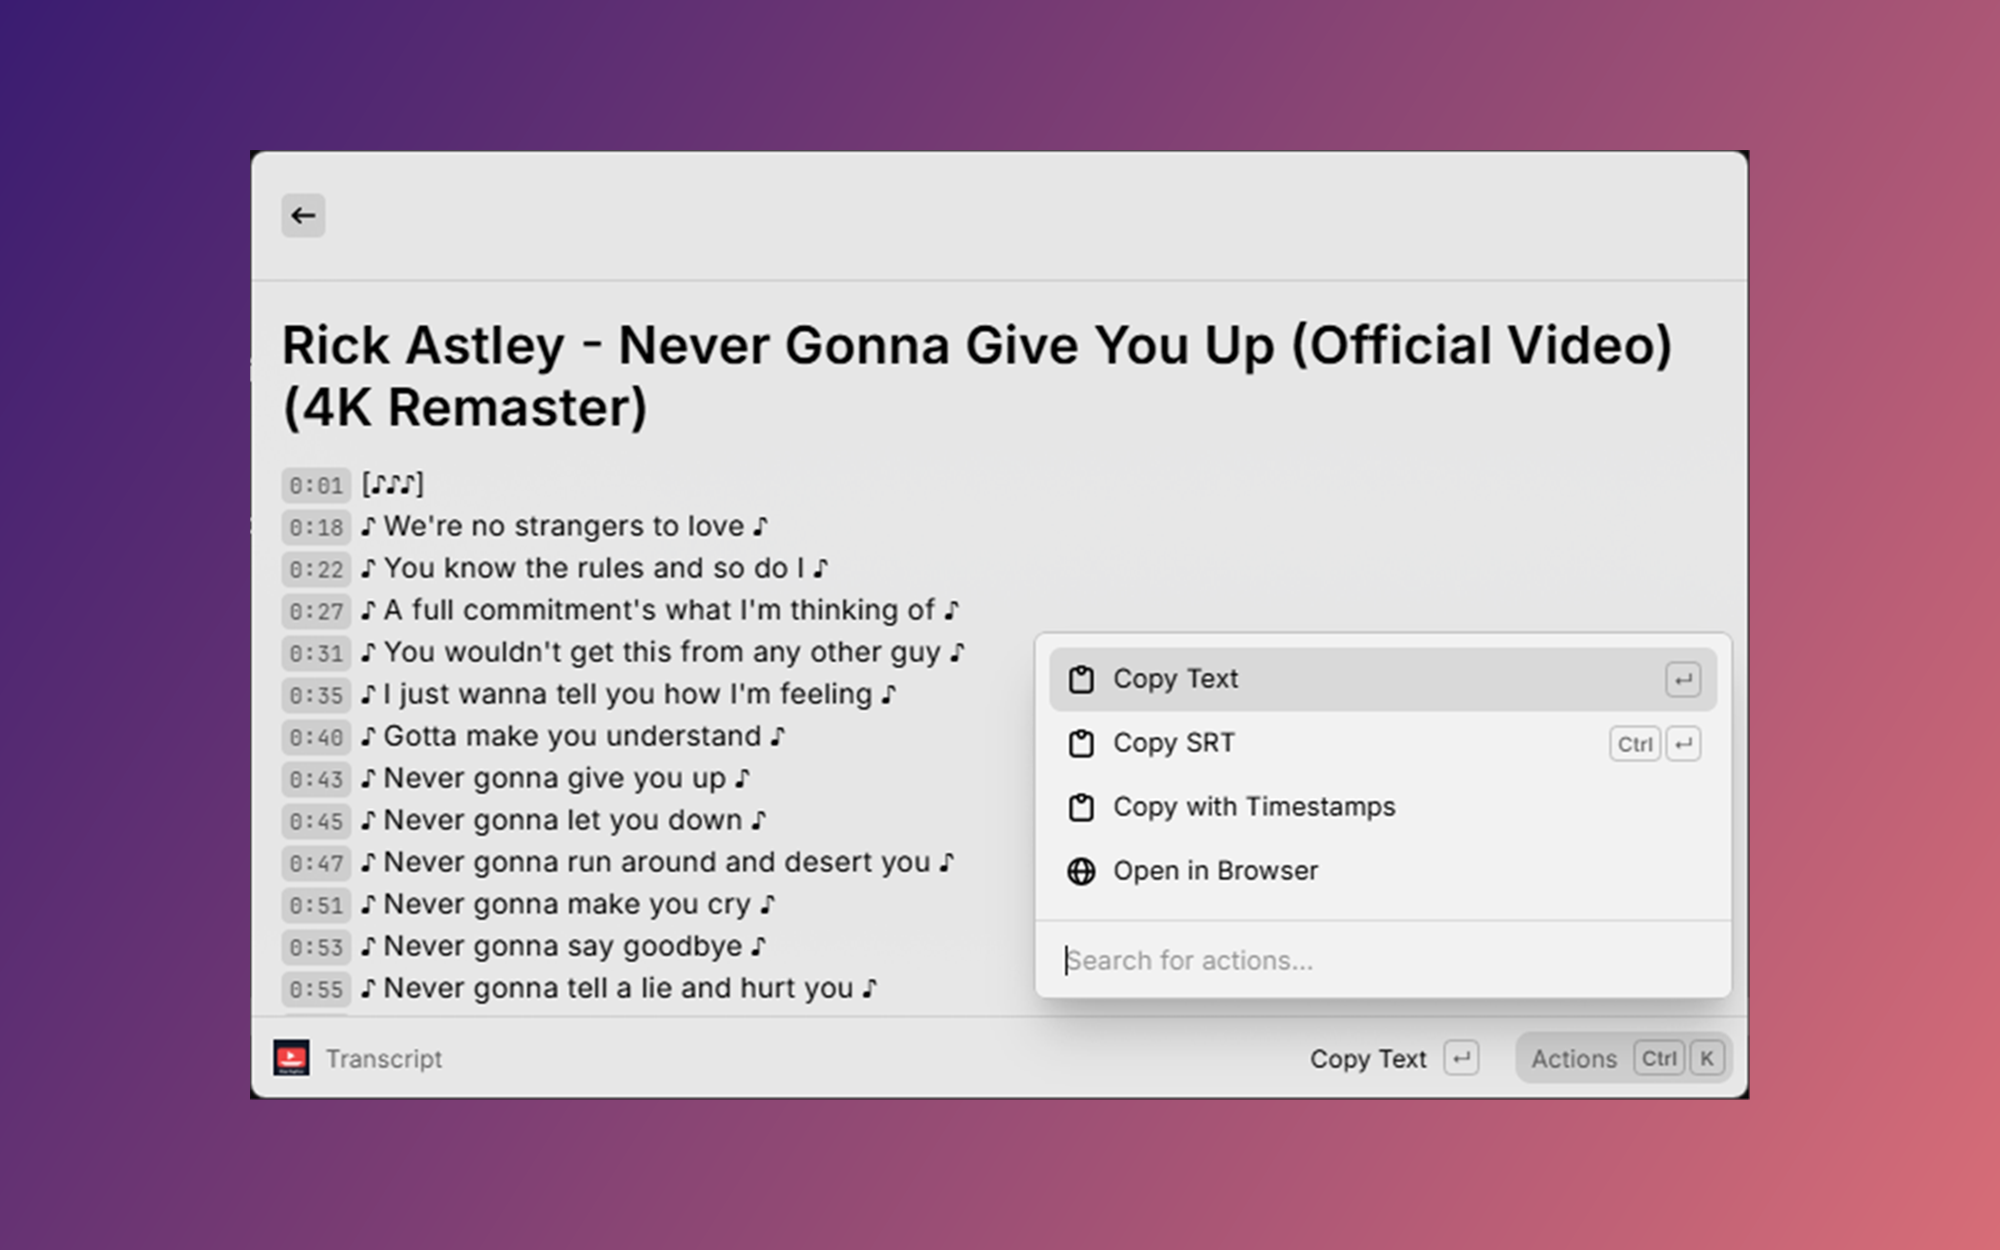 Rick Astley - Never Gonna Give You Up (Official Video)
(4K Remaster)
0:01 [♪♪♪]
0:18 ♪ We're no strangers to love ♪
0:22 ♪ You know the rules and so do I ♪
0:27 ♪ A full commitment's what I'm thinking of ♪
0:31 ♪ You wouldn't get this from any other guy ♪
0:35 ♪ I just wanna tell you how I'm feeling ♪
0:40 ♪ Gotta make you understand ♪
0:43 ♪ Never gonna give you up ♪
0:45 ♪ Never gonna let you down ♪
0:47 ♪ Never gonna run around and desert you ♪
0:51 ♪ Never gonna make you cry ♪
0:53 ♪ Never gonna say goodbye ♪
0:55 ♪ Never gonna tell a lie and hurt you ♪
Copy Text ↵
Copy SRT Ctrl ↵
Copy with Timestamps
Open in Browser
Search for actions...
Transcript
Copy Text ↵
Actions Ctrl K